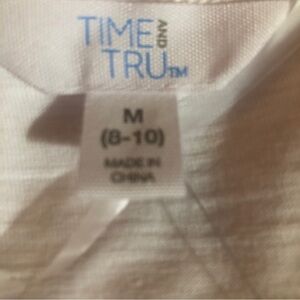 TIME AND
TRU™
M
(8-10)
MADE IN
CHINA